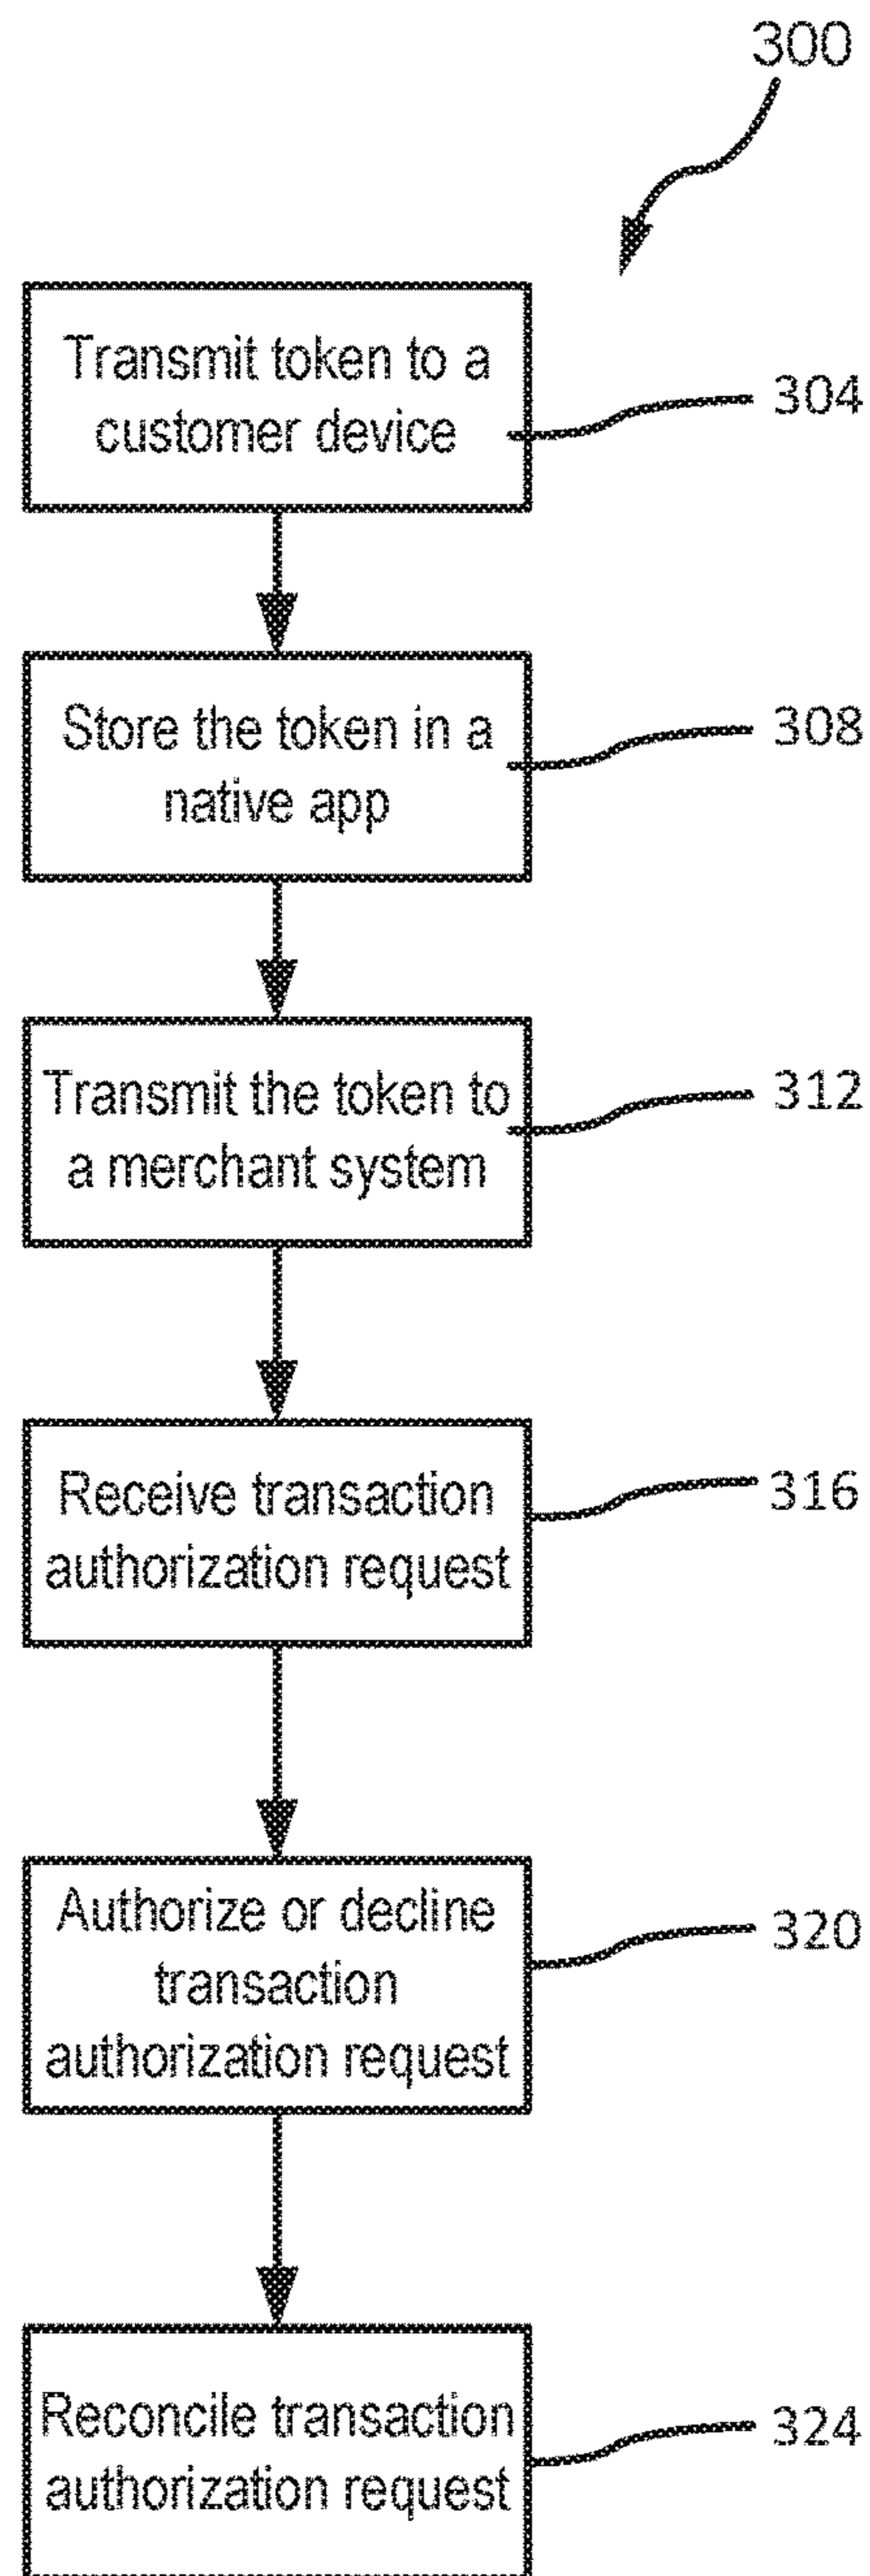 300
Transmit token to a
customer device
304
Store the token in a
native app
308
Transmit the token to
a merchant system
312
Receive transaction
authorization request
316
Authorize or decline
transaction
authorization request
320
Reconcile transaction
authorization request
324